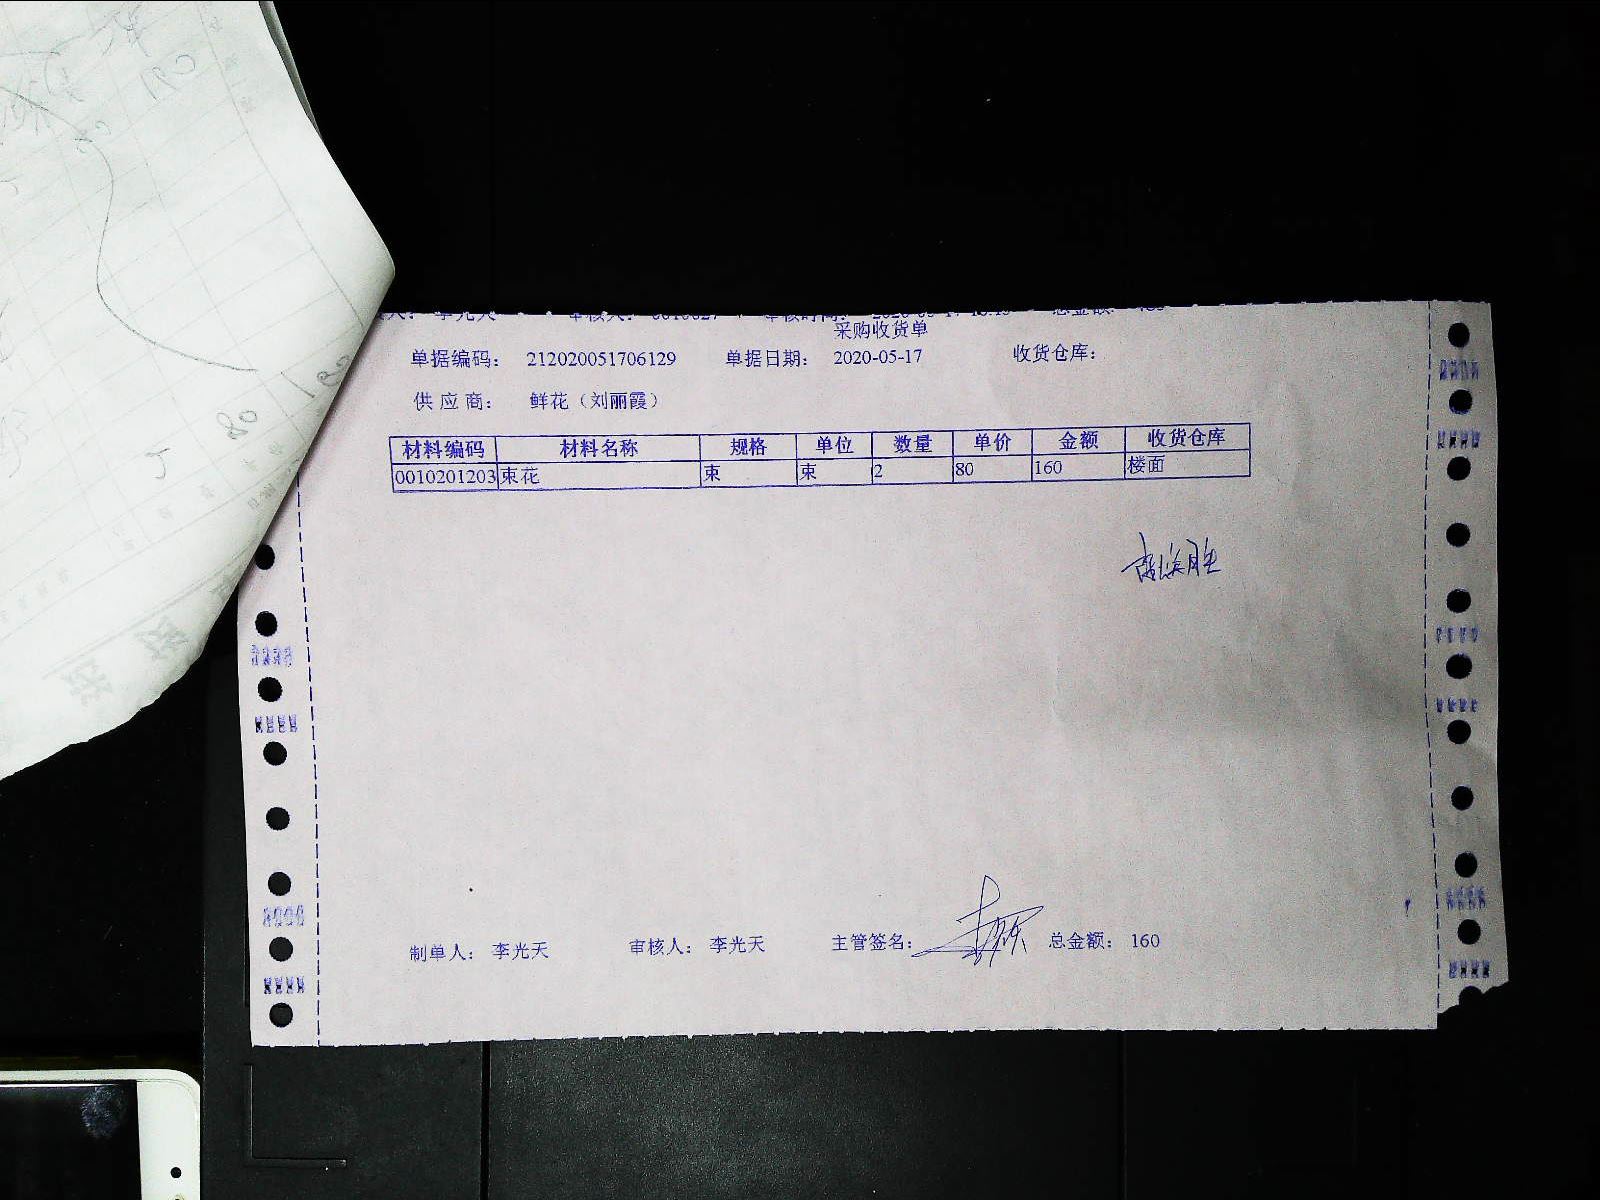 采购收货单
单据编码： 212020051706129 单据日期： 2020-05-17 收货仓库：
供应商： 鲜花（刘丽霞）
材料编码 材料名称 规格 单位 数量 单价 金额 收货仓库
0010201203 束花 束 束 2 80 160 楼面
制单人： 李光天 审核人： 李光天 主管签名： 总金额： 160